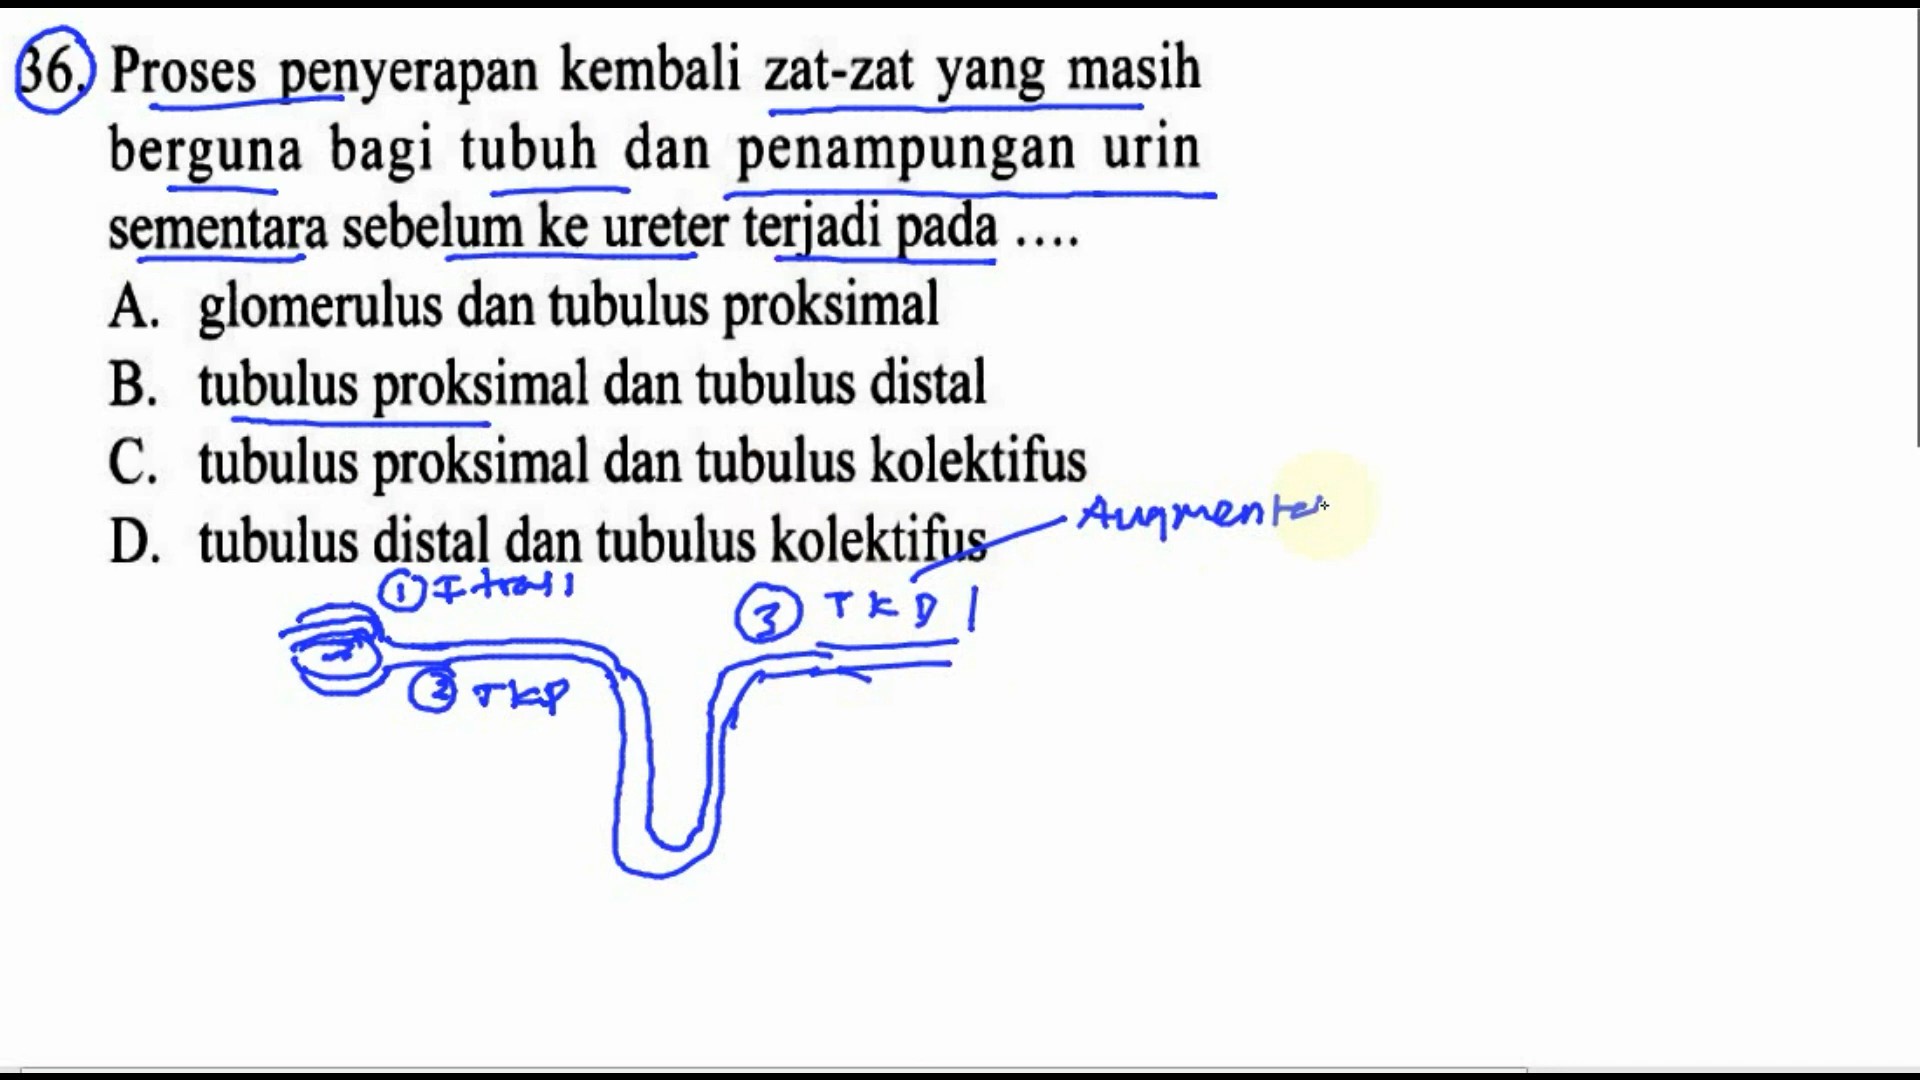 36. Proses penyerapan kembali zat-zat yang masih
berguna bagi tubuh dan penampungan urin
sementara sebelum ke ureter terjadi pada ....
A. glomerulus dan tubulus proksimal
B. tubulus proksimal dan tubulus distal
C. tubulus proksimal dan tubulus kolektifus
D. tubulus distal dan tubulus kolektifus
Augmente
1
3 TKD
2 TKP